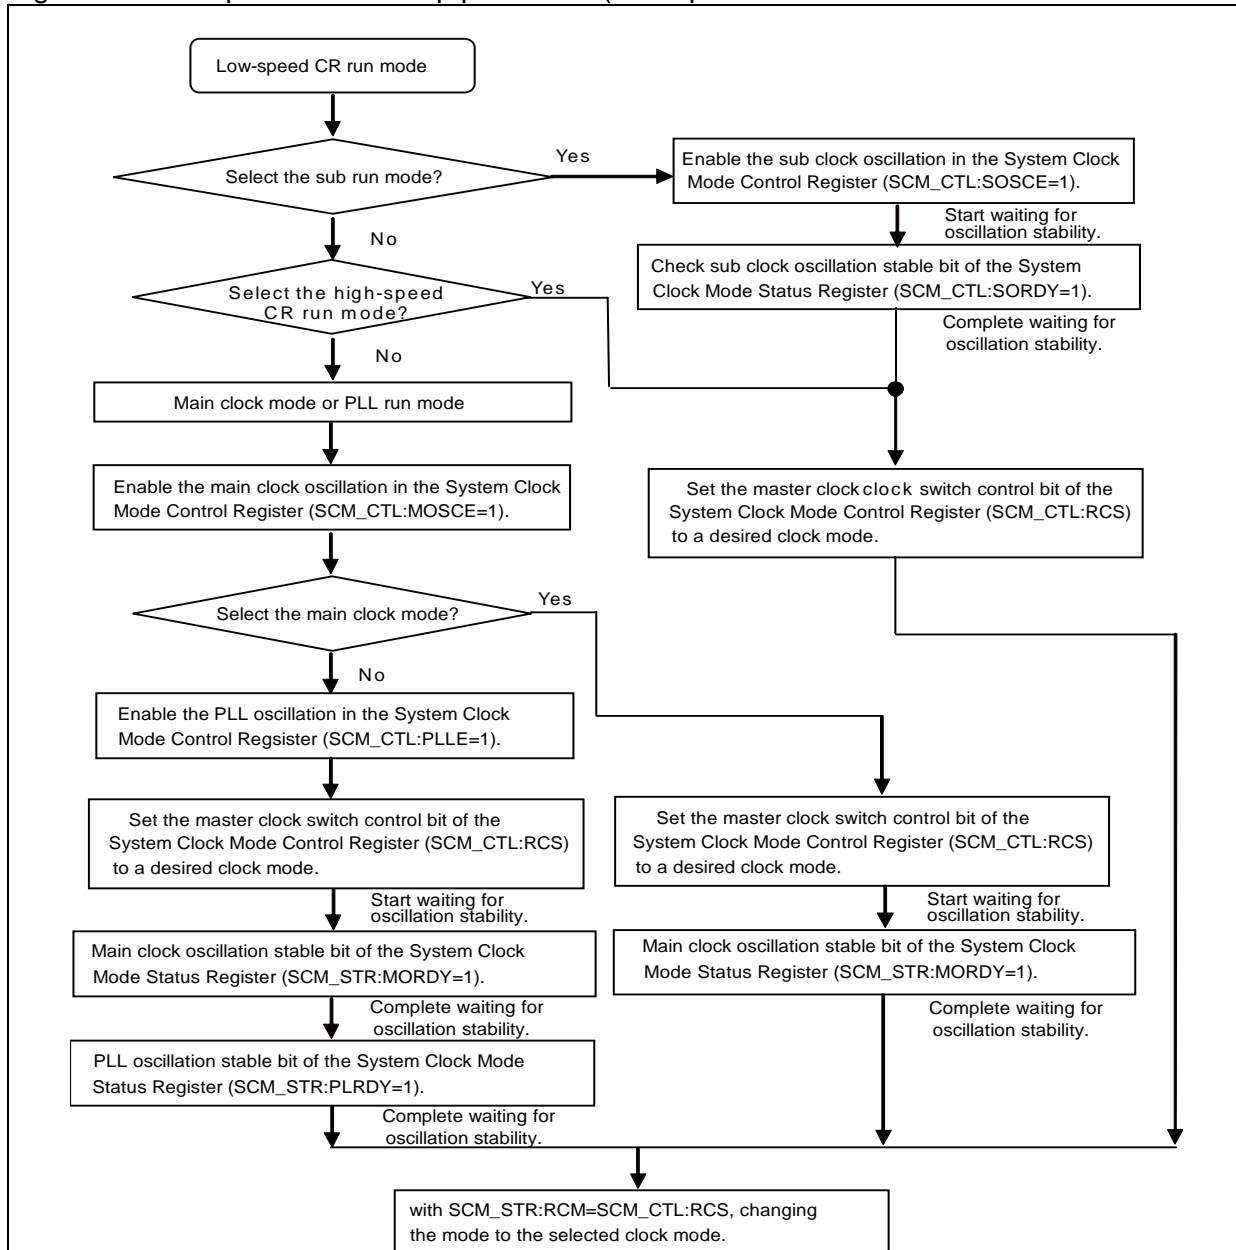 Low-speed CR run mode
Select the sub run mode?
Yes
Enable the sub clock oscillation in the System Clock
Mode Control Register (SCM_CTL:SOSCE=1).
No
Start waiting for
oscillation stability.
Select the high-speed
CR run mode?
Yes
Check sub clock oscillation stable bit of the System
Clock Mode Status Register (SCM_CTL:SORDY=1).
Complete waiting for
oscillation stability.
No
Main clock mode or PLL run mode
Enable the main clock oscillation in the System Clock
Mode Control Register (SCM_CTL:MOSCE=1).
Set the master clock clock switch control bit of the
System Clock Mode Control Register (SCM_CTL:RCS)
to a desired clock mode.
Select the main clock mode?
Yes
No
Enable the PLL oscillation in the System Clock
Mode Control Regsister (SCM_CTL:PLLE=1).
Set the master clock switch control bit of the
System Clock Mode Control Register (SCM_CTL:RCS)
to a desired clock mode.
Start waiting for
oscillation stability.
Main clock oscillation stable bit of the System Clock
Mode Status Register (SCM_STR:MORDY=1).
Complete waiting for
oscillation stability.
PLL oscillation stable bit of the System Clock Mode
Status Register (SCM_STR:PLRDY=1).
Complete waiting for
oscillation stability.
Set the master clock switch control bit of the
System Clock Mode Control Register (SCM_CTL:RCS)
to a desired clock mode.
Start waiting for
oscillation stability.
Main clock oscillation stable bit of the System Clock
Mode Status Register (SCM_STR:MORDY=1).
Complete waiting for
oscillation stability.
with SCM_STR:RCM=SCM_CTL:RCS, changing
the mode to the selected clock mode.